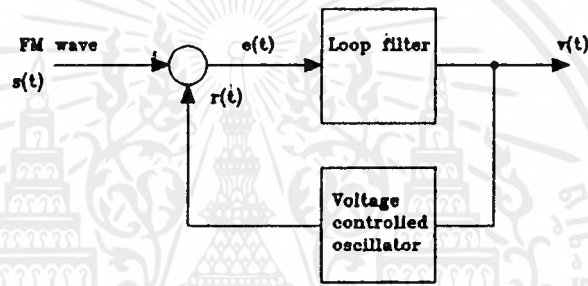 FM wave
s(t)
e(t)
r(t)
Loop filter
v(t)
Voltage
controlled
oscillator